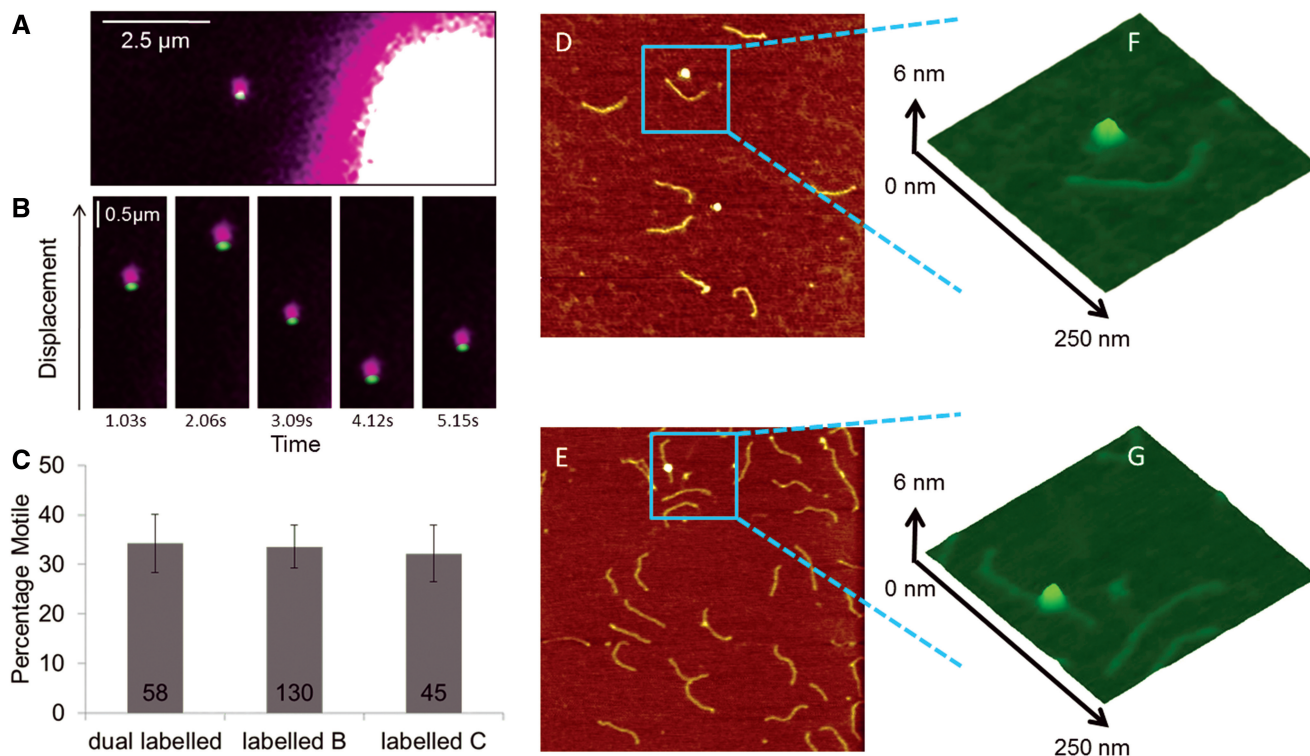 A
2.5 µm
B
0.5µm
Displacement
1.03s 2.06s 3.09s 4.12s 5.15s
Time
C
Percentage Motile
50
40
30
20
10
0
58 130 45
dual labelled labelled B labelled C
D
F
6 nm
0 nm
250 nm
E
G
6 nm
0 nm
250 nm